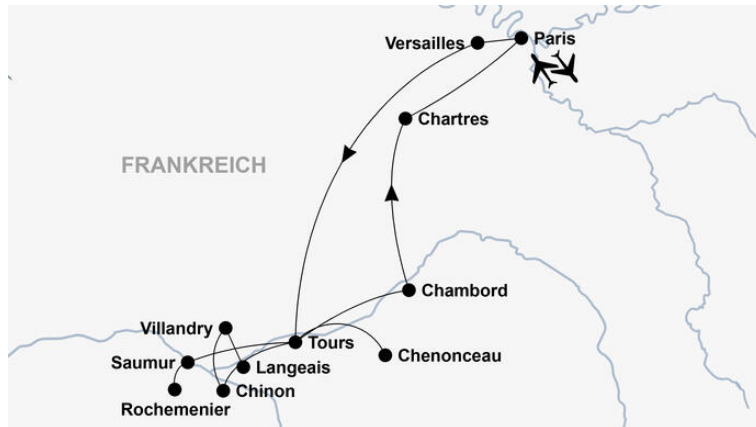 Versailles
Paris
Chartres
FRANKREICH
Chambord
Villandry
Tours
Saumur
Langeais
Chenonceau
Rochemenier
Chinon